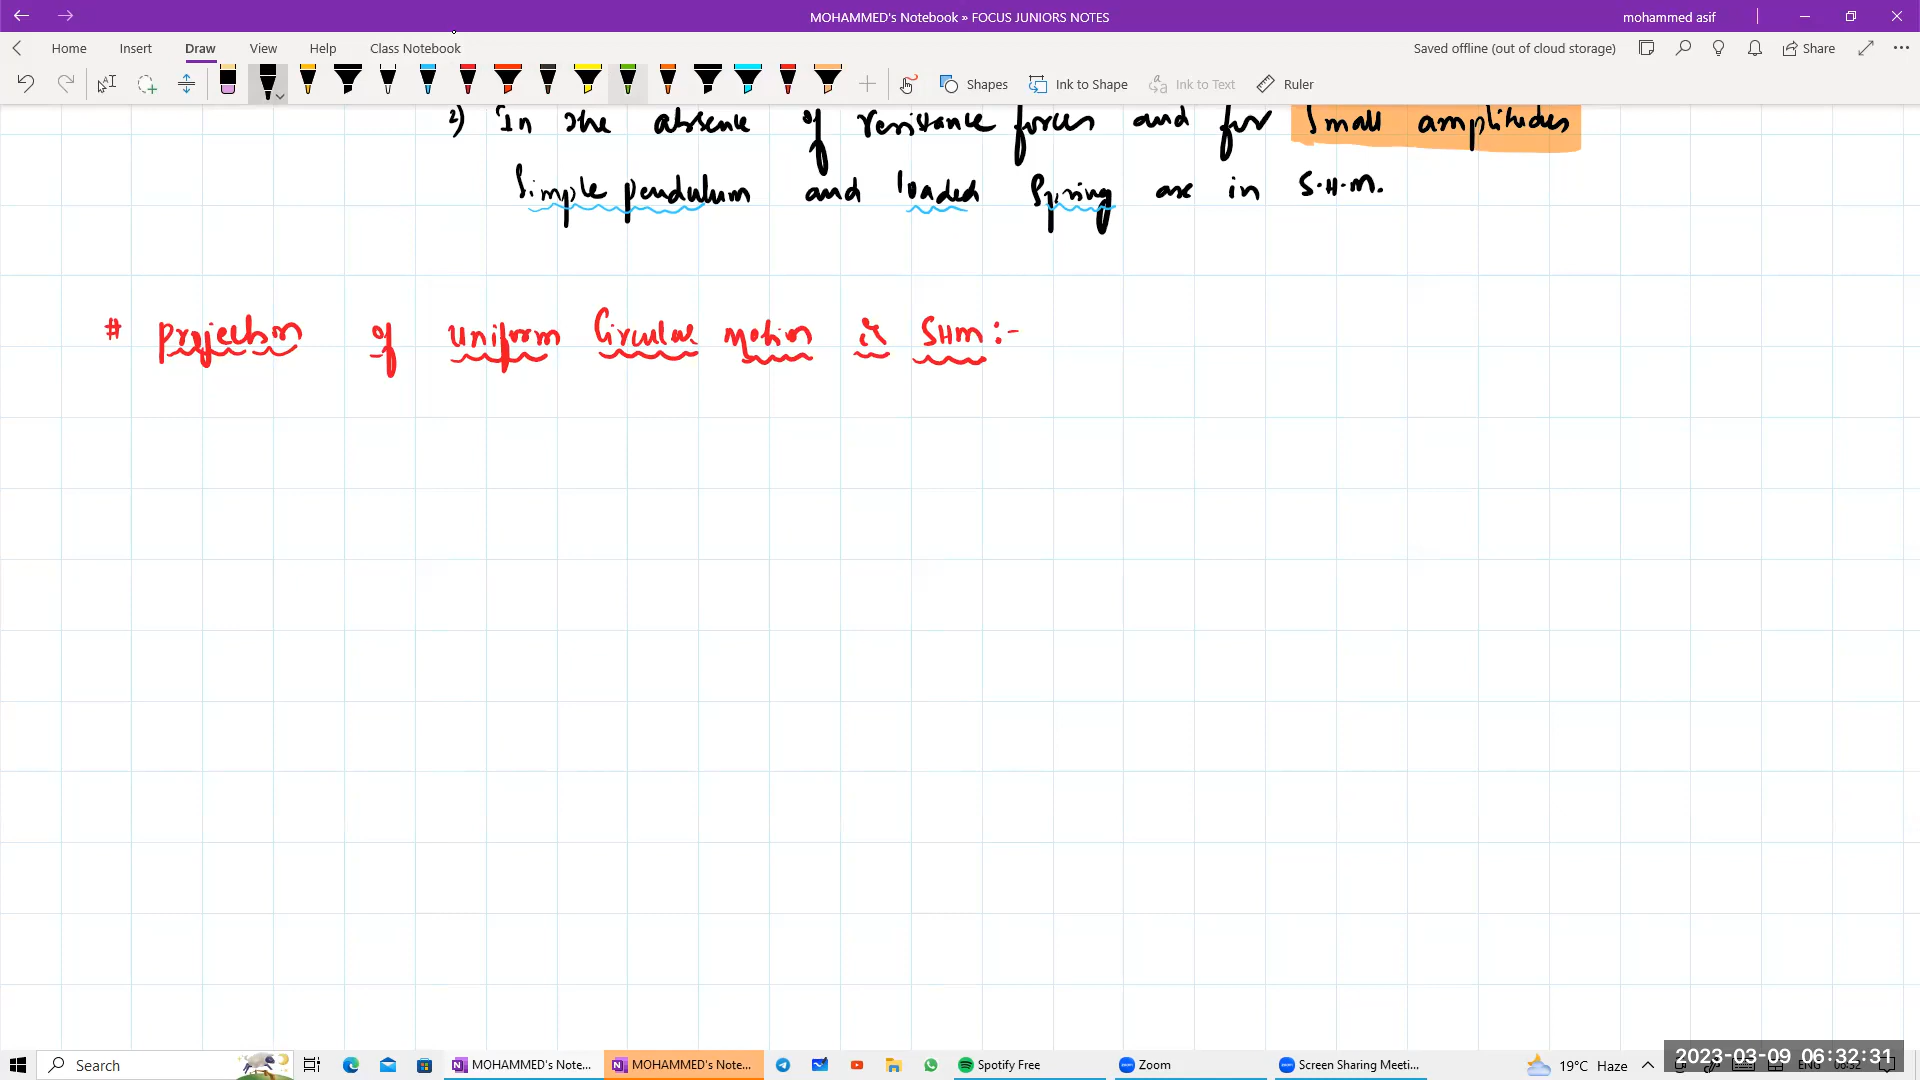 MOHAMMED's Notebook » FOCUS JUNIORS NOTES
mohammed asif
Home Insert Draw View Help Class Notebook
Saved offline (out of cloud storage)
Share
Shapes Ink to Shape Ink to Text Ruler
2) In the absence of resistance forces and for Small amplitudes
Simple pendulum and loaded Spring are in S.H.M.
# projection of uniform Circular motion is SHM:-
Search
MOHAMMED's Note...
MOHAMMED's Note...
Spotify Free
Zoom
Screen Sharing Meeti...
19°C Haze
2023-03-09 06:32:31